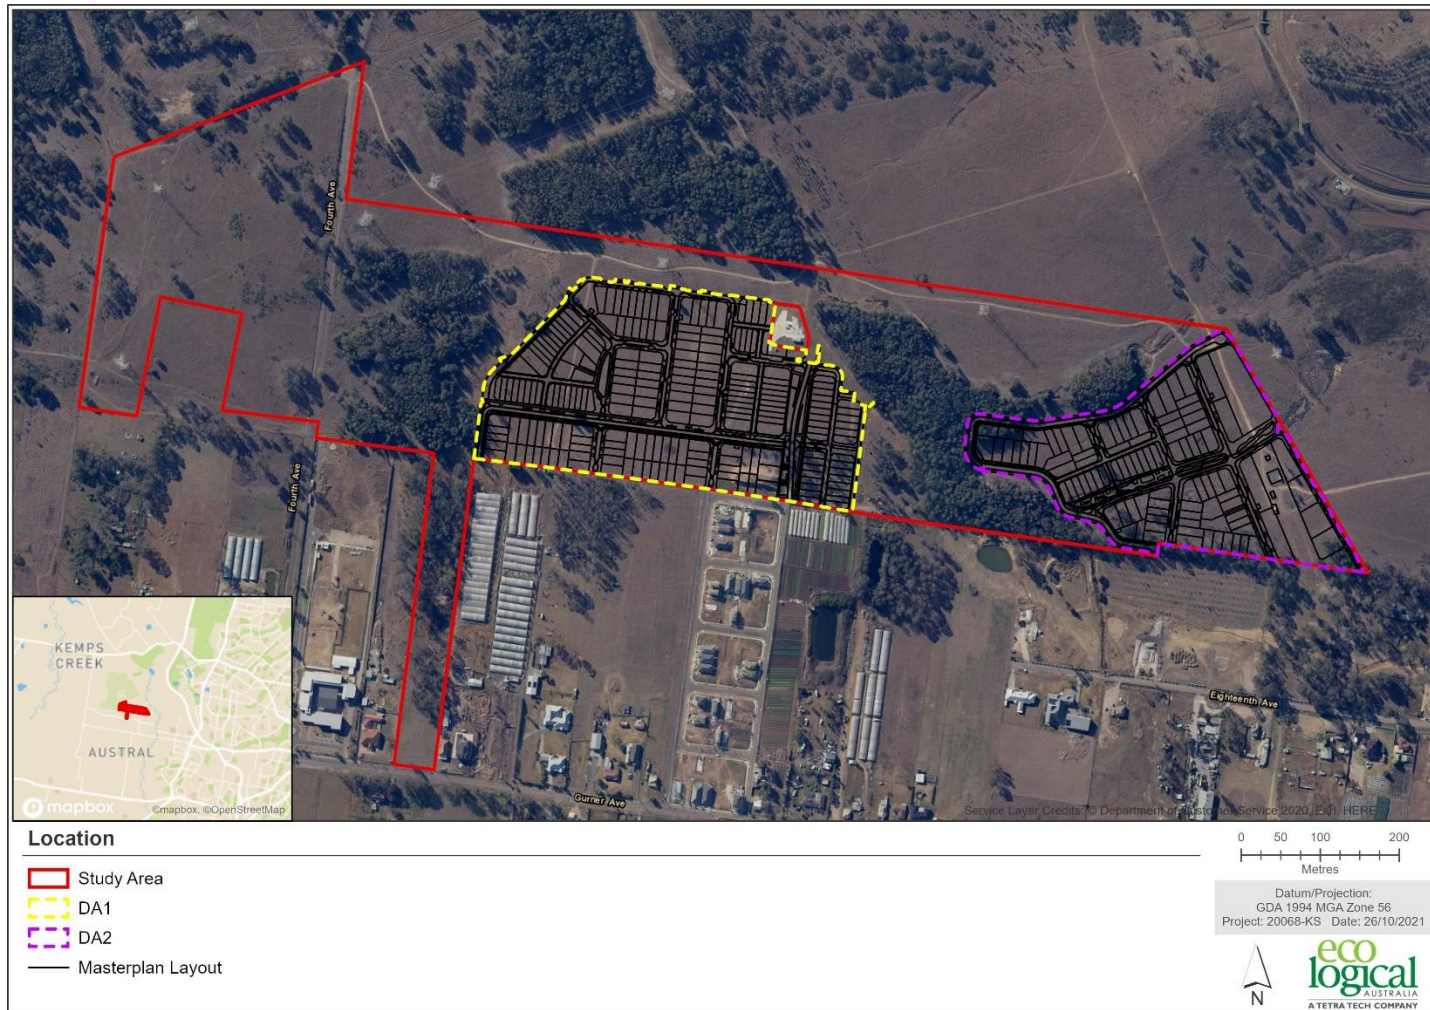 Fourth Ave
Fourth Ave
Eighteenth Ave
Gurner Ave
KEMPS
CREEK
AUSTRAL
mapbox
©mapbox, ©OpenStreetMap
Service Layer Credits: © Department of Customer Service 2020, Esri, HERE
Location
Study Area
DA1
DA2
Masterplan Layout
0 50 100 200
Metres
Datum/Projection:
GDA 1994 MGA Zone 56
Project: 20068-KS Date: 26/10/2021
N
eco
logical
AUSTRALIA
A TETRA TECH COMPANY